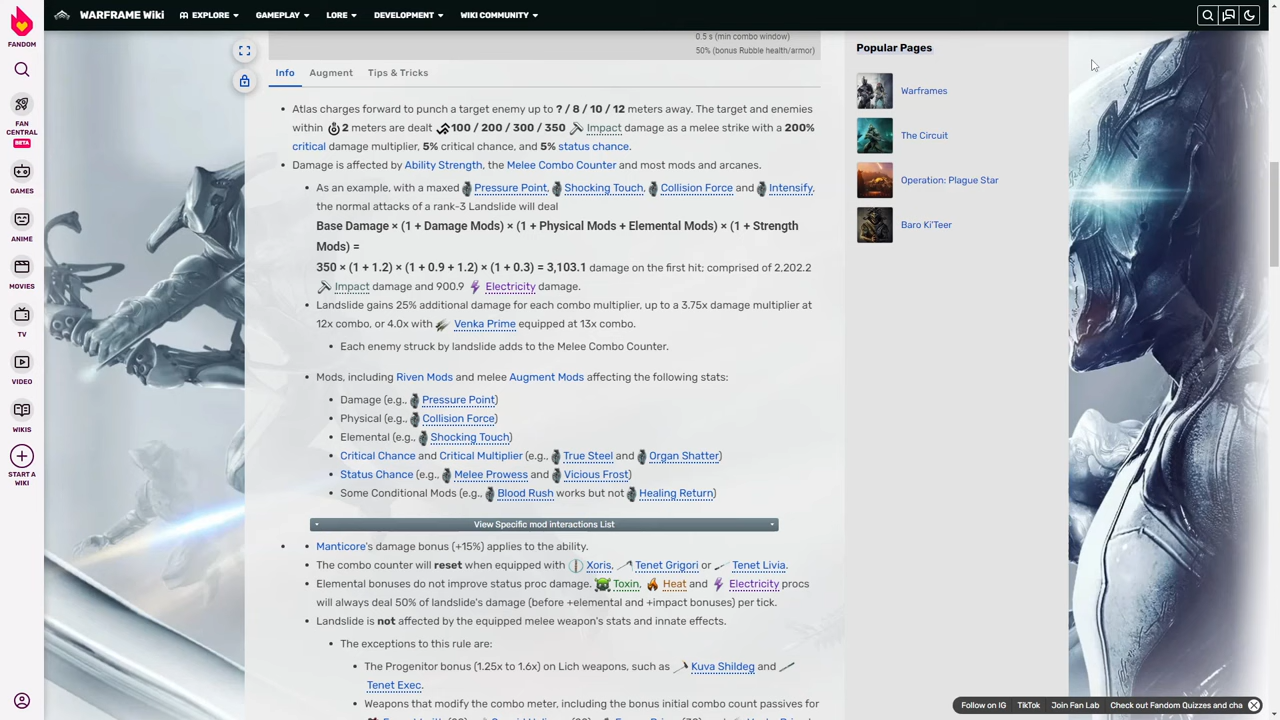 WARFRAME Wiki
EXPLORE
GAMEPLAY
LORE
DEVELOPMENT
WIKI COMMUNITY
FANDOM
FAN
CENTRAL
BETA
GAMES
ANIME
MOVIES
TV
VIDEO
WIKIS
START A
WIKI
0.5 s (min combo window)
50% (bonus Rubble health/armor)
Info
Augment
Tips & Tricks
Atlas charges forward to punch a target enemy up to ? / 8 / 10 / 12 meters away. The target and enemies
within 2 meters are dealt 100 / 200 / 300 / 350 Impact damage as a melee strike with a 200%
critical damage multiplier, 5% critical chance, and 5% status chance.
Damage is affected by Ability Strength, the Melee Combo Counter and most mods and arcanes.
As an example, with a maxed Pressure Point, Shocking Touch, Collision Force and Intensify,
the normal attacks of a rank-3 Landslide will deal
Base Damage × (1 + Damage Mods) × (1 + Physical Mods + Elemental Mods) × (1 + Strength
Mods) =
350 × (1 + 1.2) × (1 + 0.9 + 1.2) × (1 + 0.3) = 3,103.1 damage on the first hit; comprised of 2,202.2
Impact damage and 900.9 Electricity damage.
Landslide gains 25% additional damage for each combo multiplier, up to a 3.75x damage multiplier at
12x combo, or 4.0x with Venka Prime equipped at 13x combo.
Each enemy struck by landslide adds to the Melee Combo Counter.
Mods, including Riven Mods and melee Augment Mods affecting the following stats:
Damage (e.g., Pressure Point)
Physical (e.g., Collision Force)
Elemental (e.g., Shocking Touch)
Critical Chance and Critical Multiplier (e.g., True Steel and Organ Shatter)
Status Chance (e.g., Melee Prowess and Vicious Frost)
Some Conditional Mods (e.g., Blood Rush works but not Healing Return)
View Specific mod interactions List
Manticore's damage bonus (+15%) applies to the ability.
The combo counter will reset when equipped with Xoris, Tenet Grigori or Tenet Livia.
Elemental bonuses do not improve status proc damage, Toxin, Heat and Electricity procs
will always deal 50% of landslide's damage (before +elemental and +impact bonuses) per tick.
Landslide is not affected by the equipped melee weapon's stats and innate effects.
The exceptions to this rule are:
The Progenitor bonus (1.25x to 1.6x) on Lich weapons, such as Kuva Shildeg and
Tenet Exec.
Weapons that modify the combo meter, including the bonus initial combo count passives for
Popular Pages
Warframes
The Circuit
Operation: Plague Star
Baro Ki'Teer
Follow on IG
TikTok
Join Fan Lab
Check out Fandom Quizzes and cha